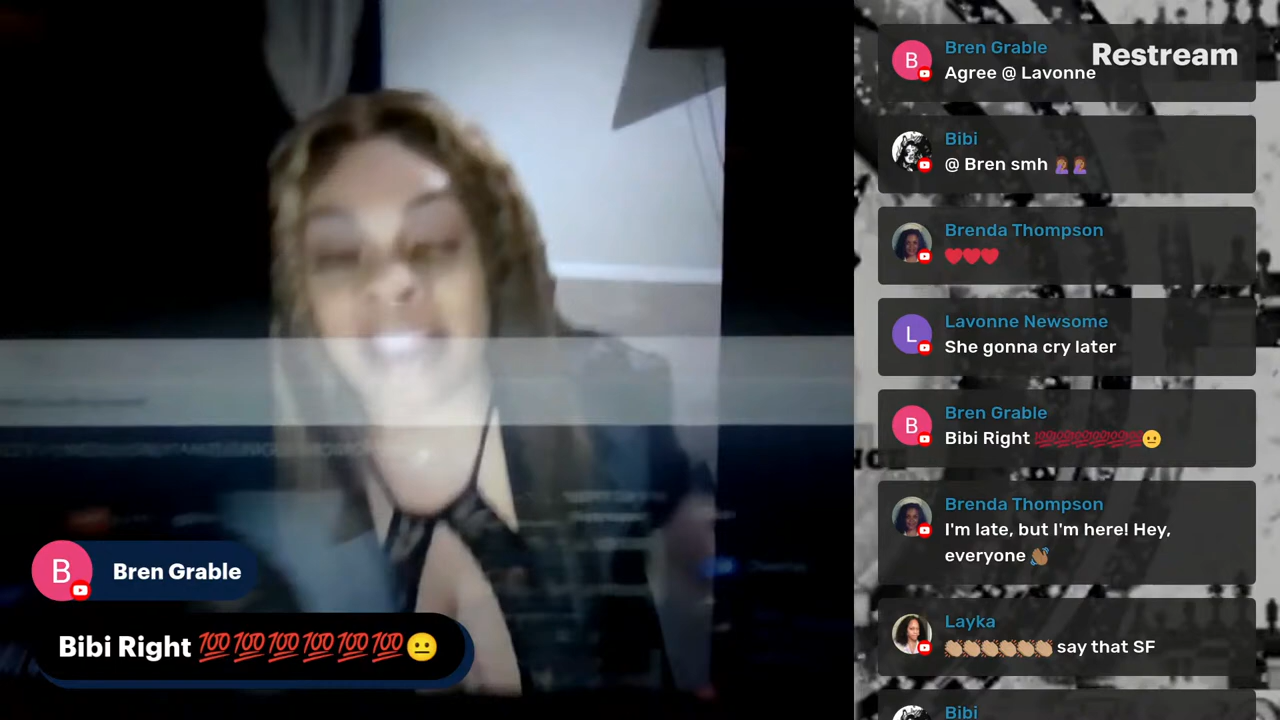 Restream
Bren Grable
Agree @ Lavonne
Bibi
@ Bren smh 🤦🏽‍♀️🤦🏽‍♀️
Brenda Thompson
❤️❤️❤️
Lavonne Newsome
She gonna cry later
Bren Grable
Bibi Right 💯💯💯💯💯💯😐
Brenda Thompson
I'm late, but I'm here! Hey,
everyone 👋🏽
Layka
👏🏼👏🏼👏🏼👏🏼👏🏼👏🏼 say that SF
Bibi
B Bren Grable
Bibi Right 💯💯💯💯💯💯😐